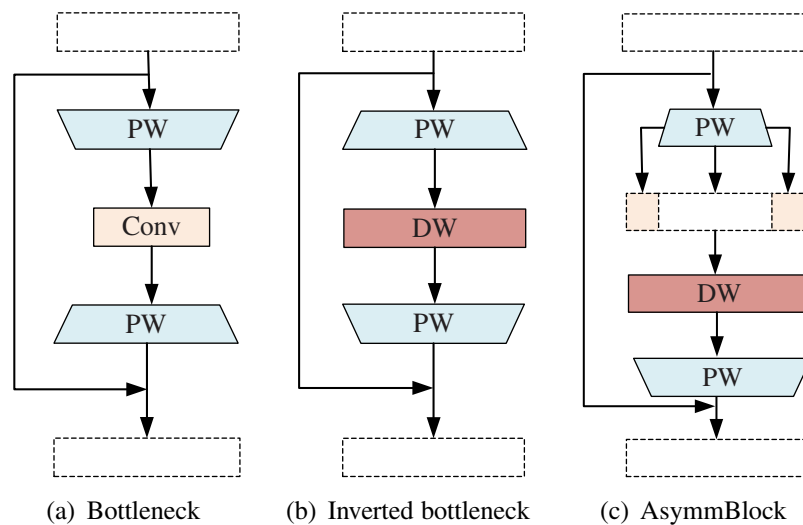 PW
Conv
PW
(a) Bottleneck
PW
DW
PW
(b) Inverted bottleneck
PW
DW
PW
(c) AsymmBlock